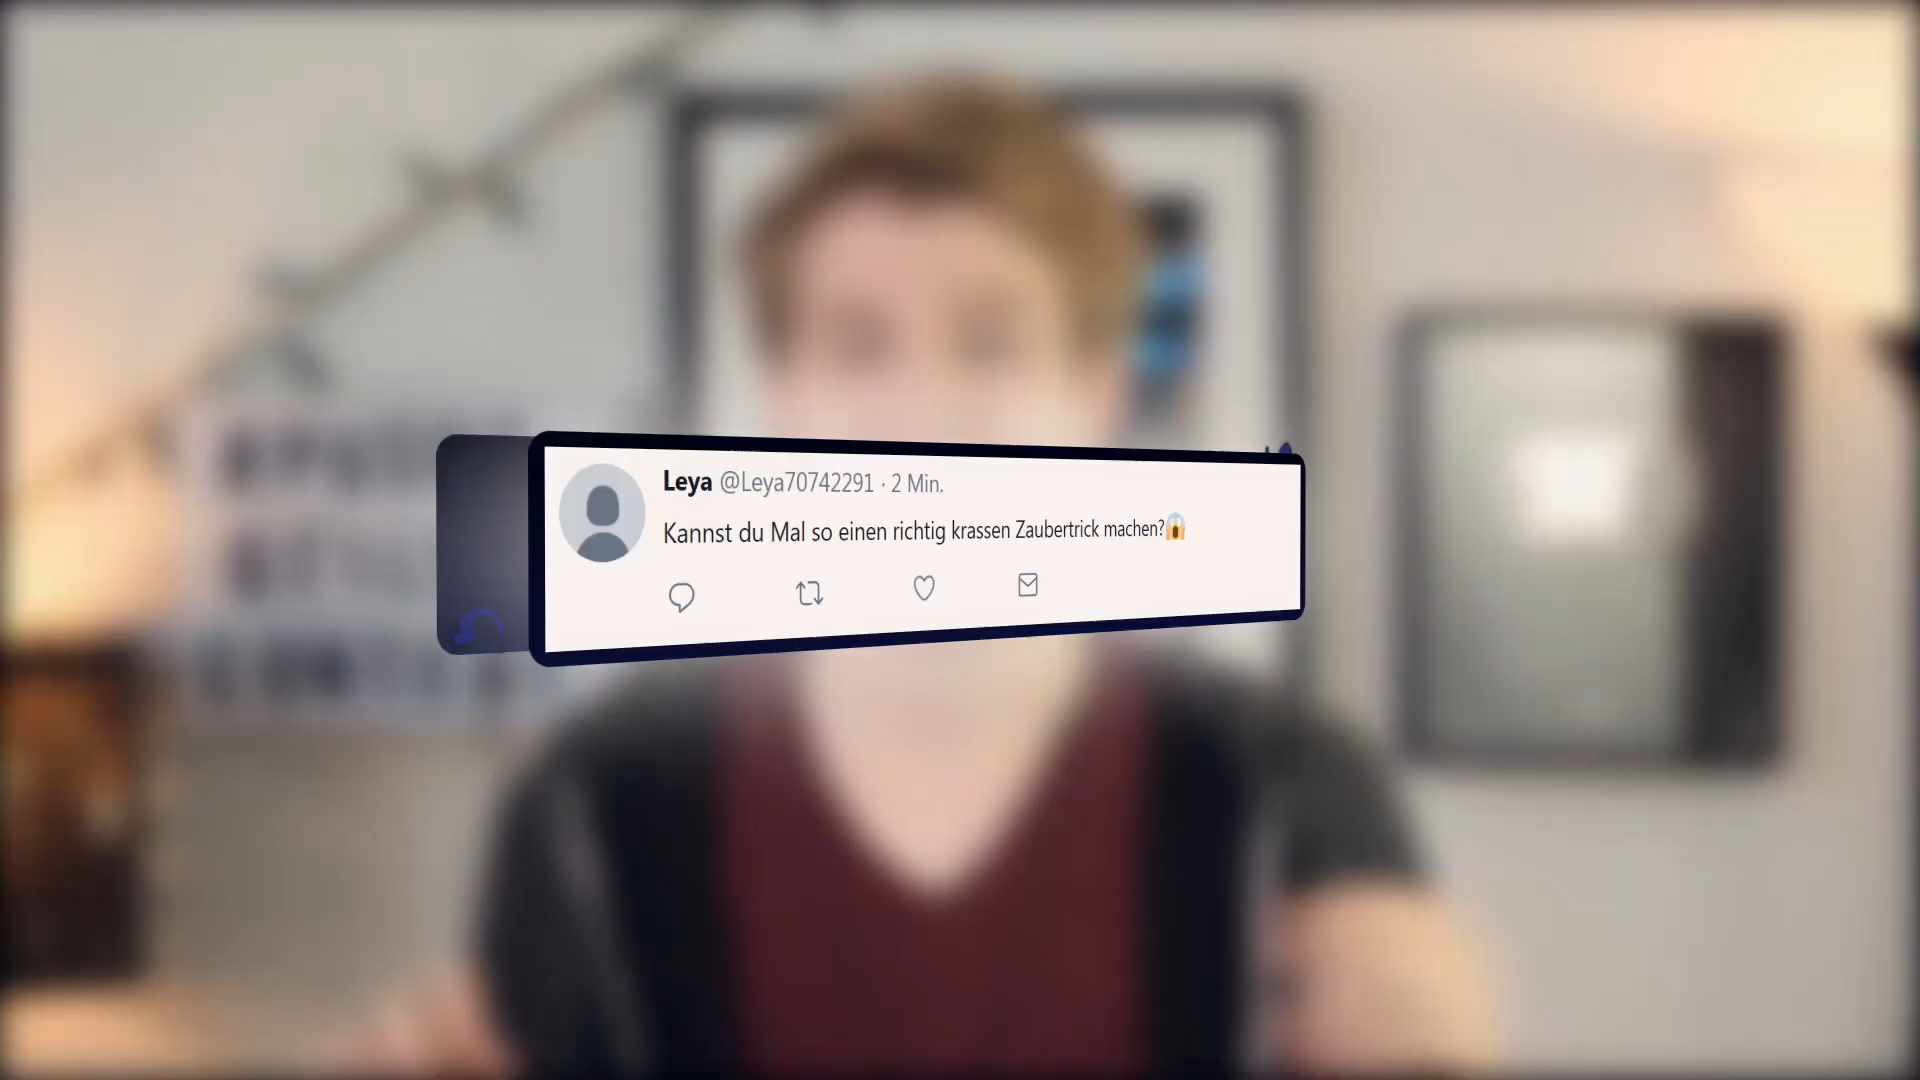 Leya @Leya70742291 · 2 Min.
Kannst du Mal so einen richtig krassen Zaubertrick machen?😱